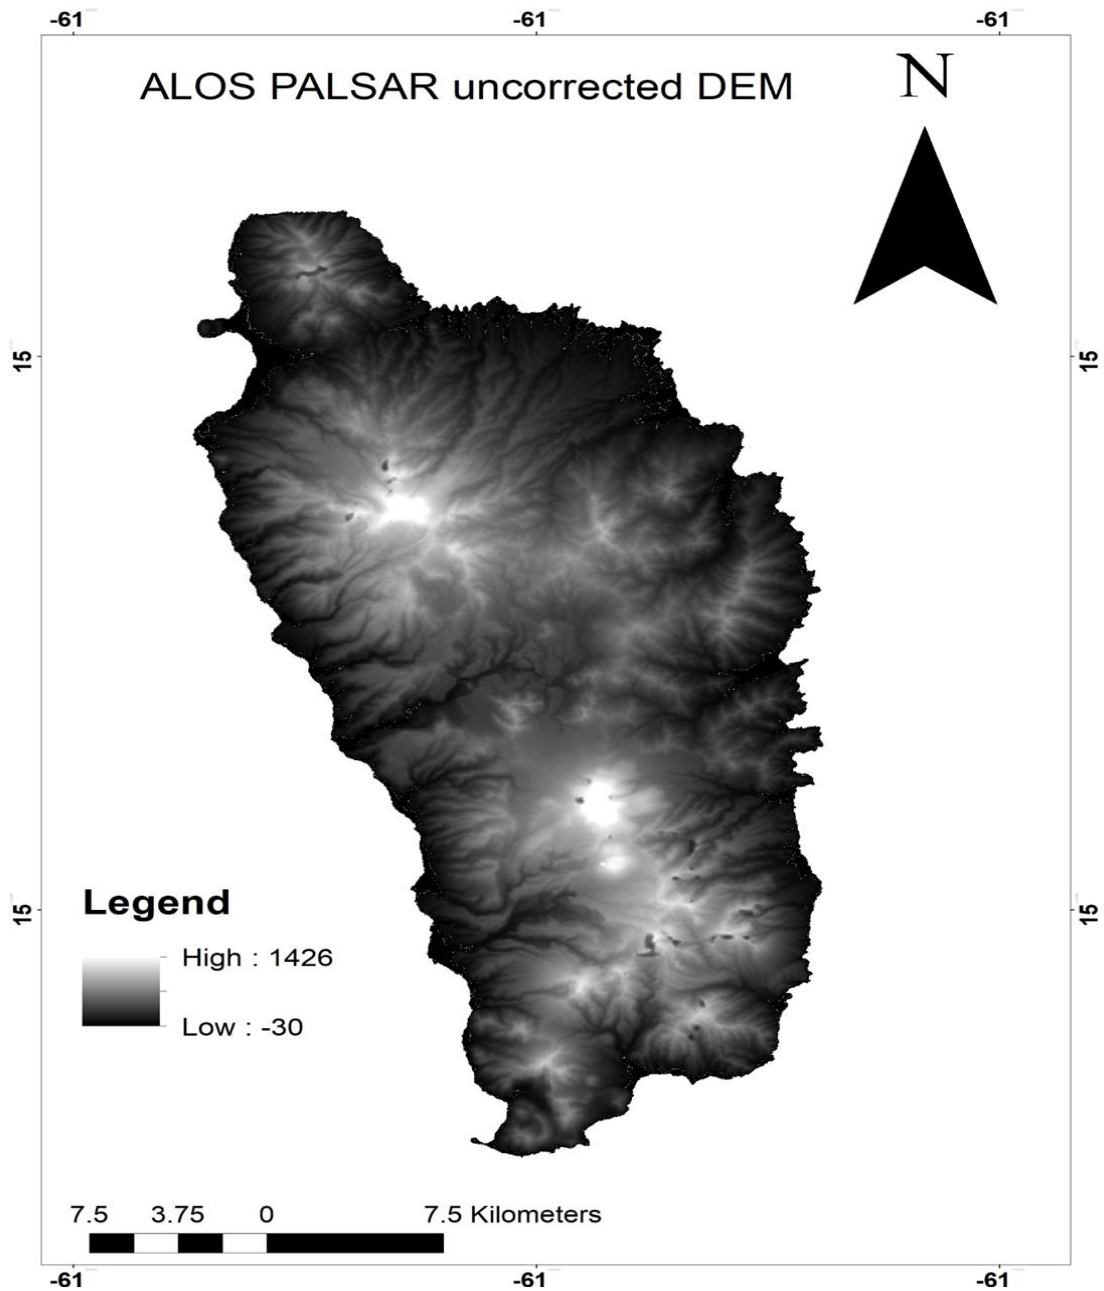 -61 -61 -61
ALOS PALSAR uncorrected DEM
N
15 15
15 15
Legend
High : 1426
Low : -30
7.5 3.75 0 7.5 Kilometers
-61 -61 -61